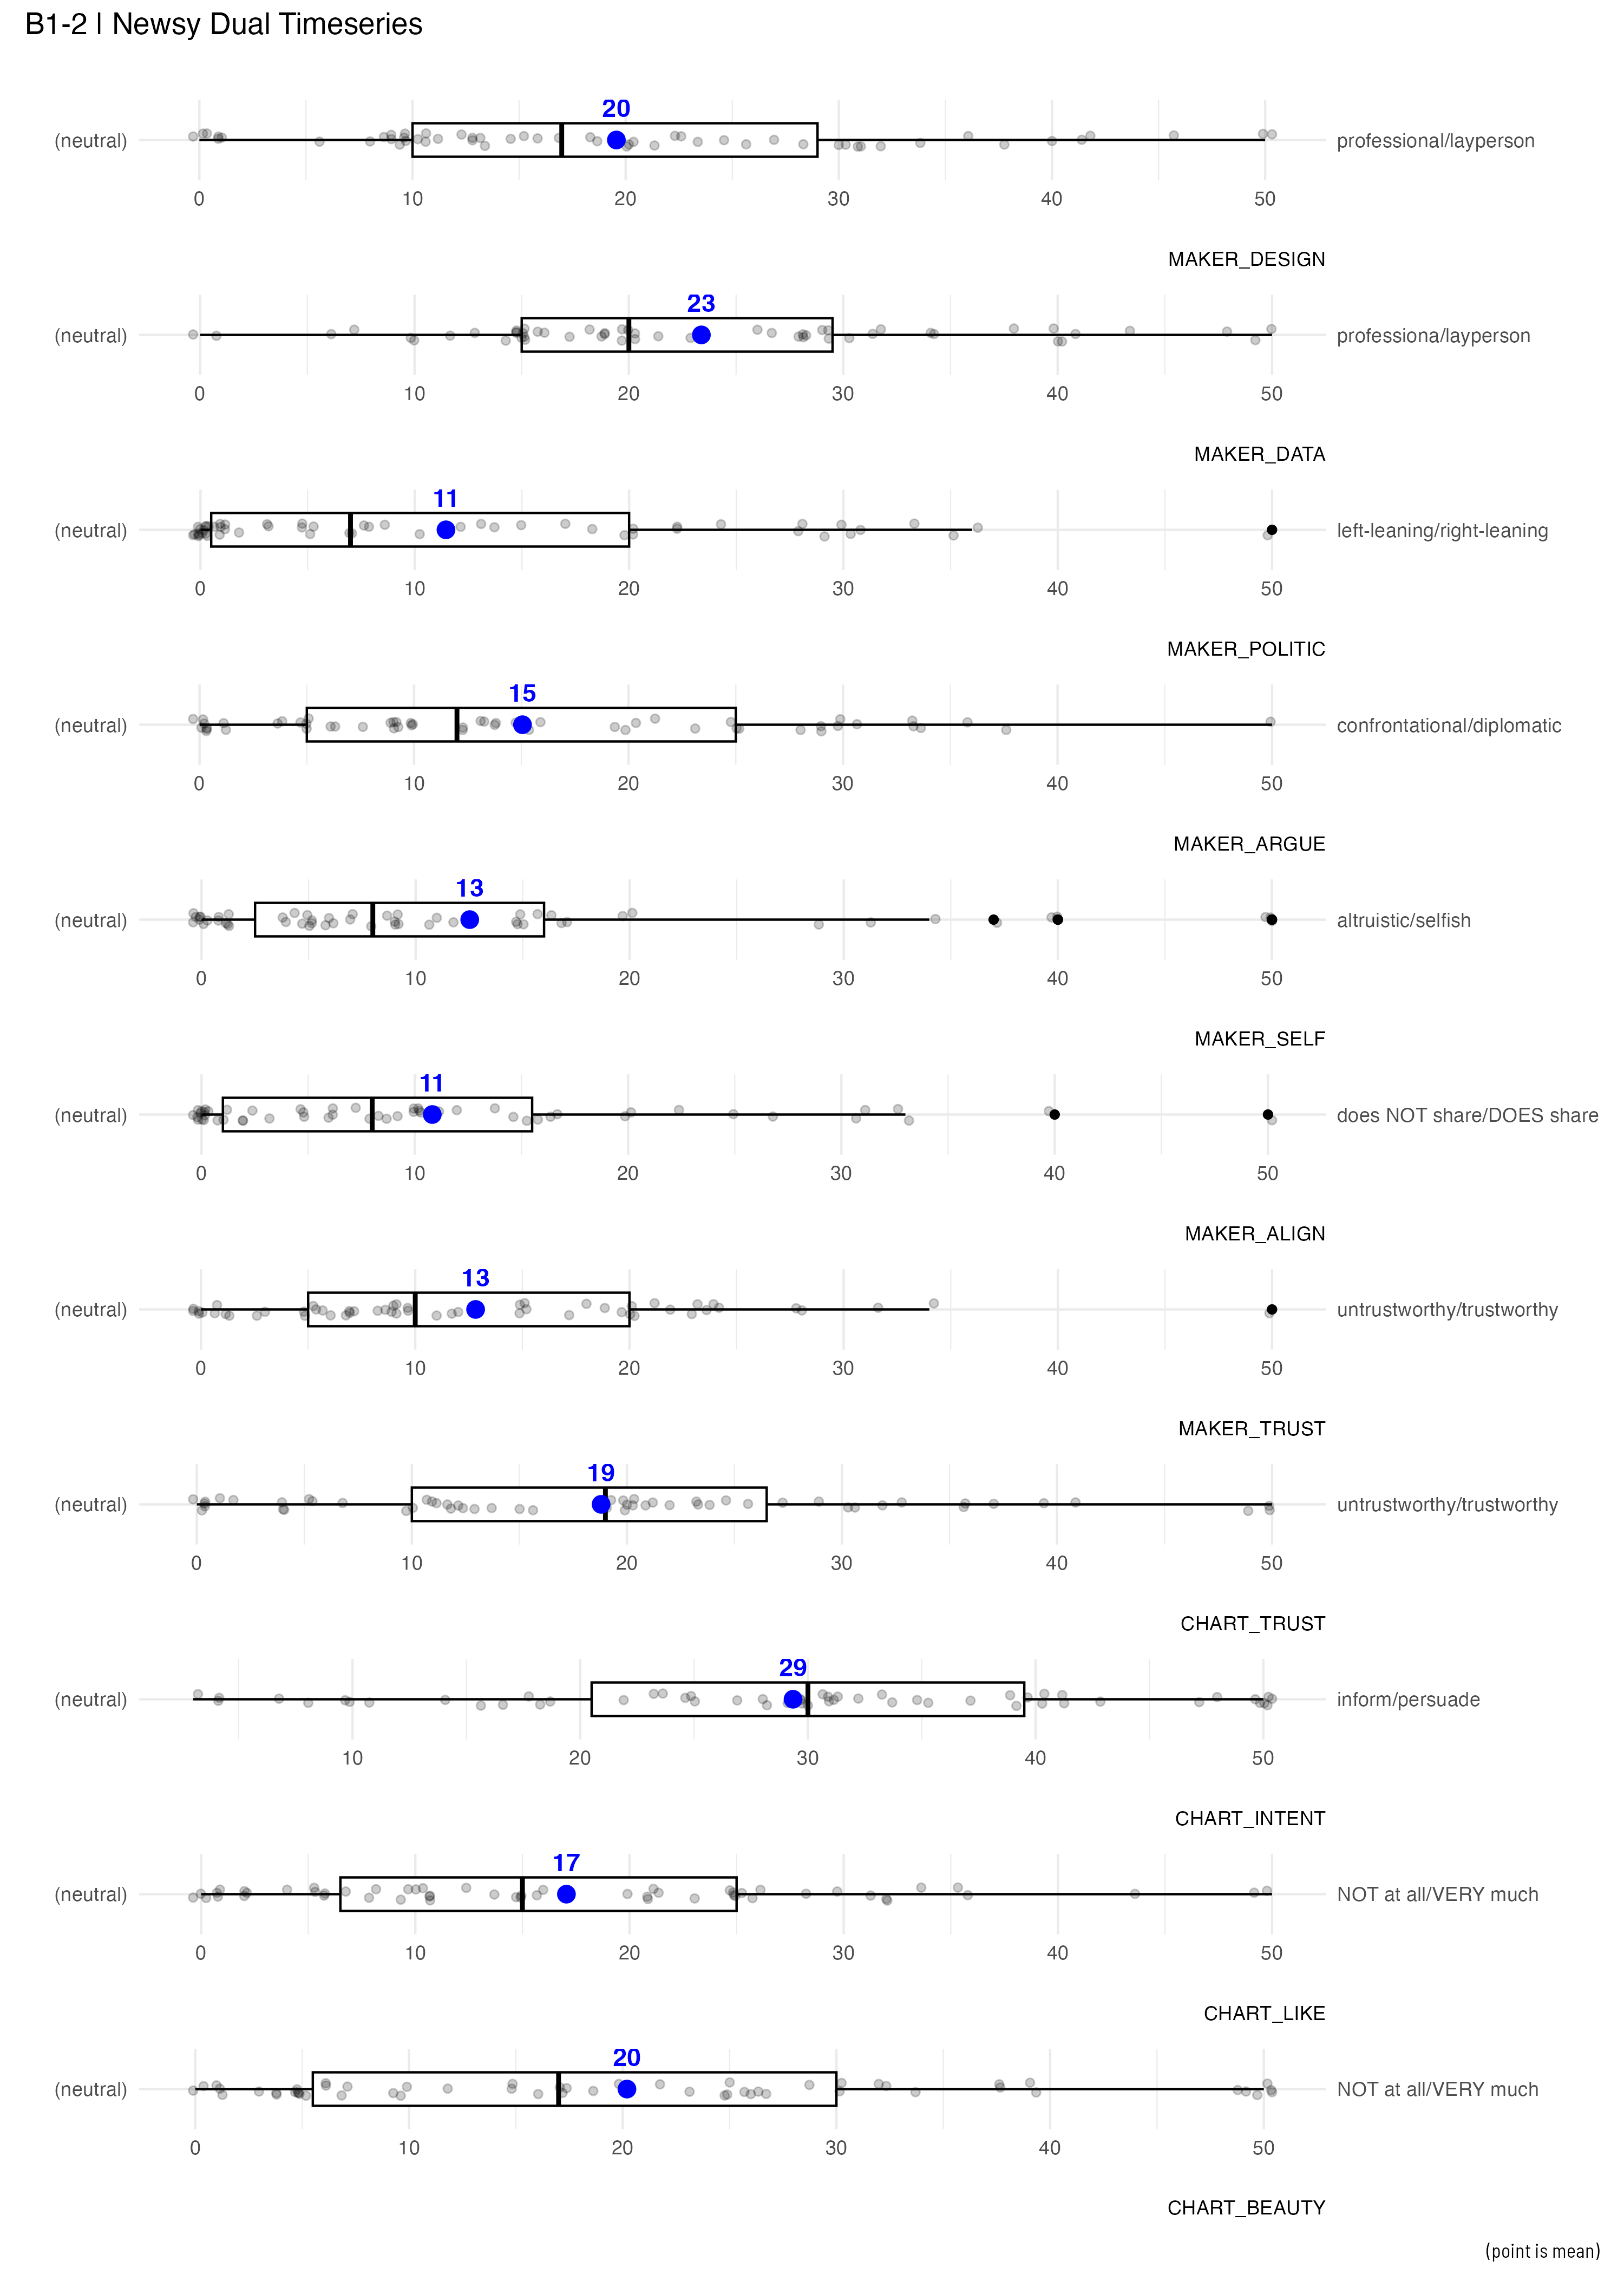 B1-2 | Newsy Dual Timeseries
20
(neutral) professional/layperson
0 10 20 30 40 50
MAKER_DESIGN
23
(neutral) professiona/layperson
0 10 20 30 40 50
MAKER_DATA
11
(neutral) left-leaning/right-leaning
0 10 20 30 40 50
MAKER_POLITIC
15
(neutral) confrontational/diplomatic
0 10 20 30 40 50
MAKER_ARGUE
13
(neutral) altruistic/selfish
0 10 20 30 40 50
MAKER_SELF
11
(neutral) does NOT share/DOES share
0 10 20 30 40 50
MAKER_ALIGN
13
(neutral) untrustworthy/trustworthy
0 10 20 30 40 50
MAKER_TRUST
19
(neutral) untrustworthy/trustworthy
0 10 20 30 40 50
CHART_TRUST
29
(neutral) inform/persuade
10 20 30 40 50
CHART_INTENT
17
(neutral) NOT at all/VERY much
0 10 20 30 40 50
CHART_LIKE
20
(neutral) NOT at all/VERY much
0 10 20 30 40 50
CHART_BEAUTY
(point is mean)